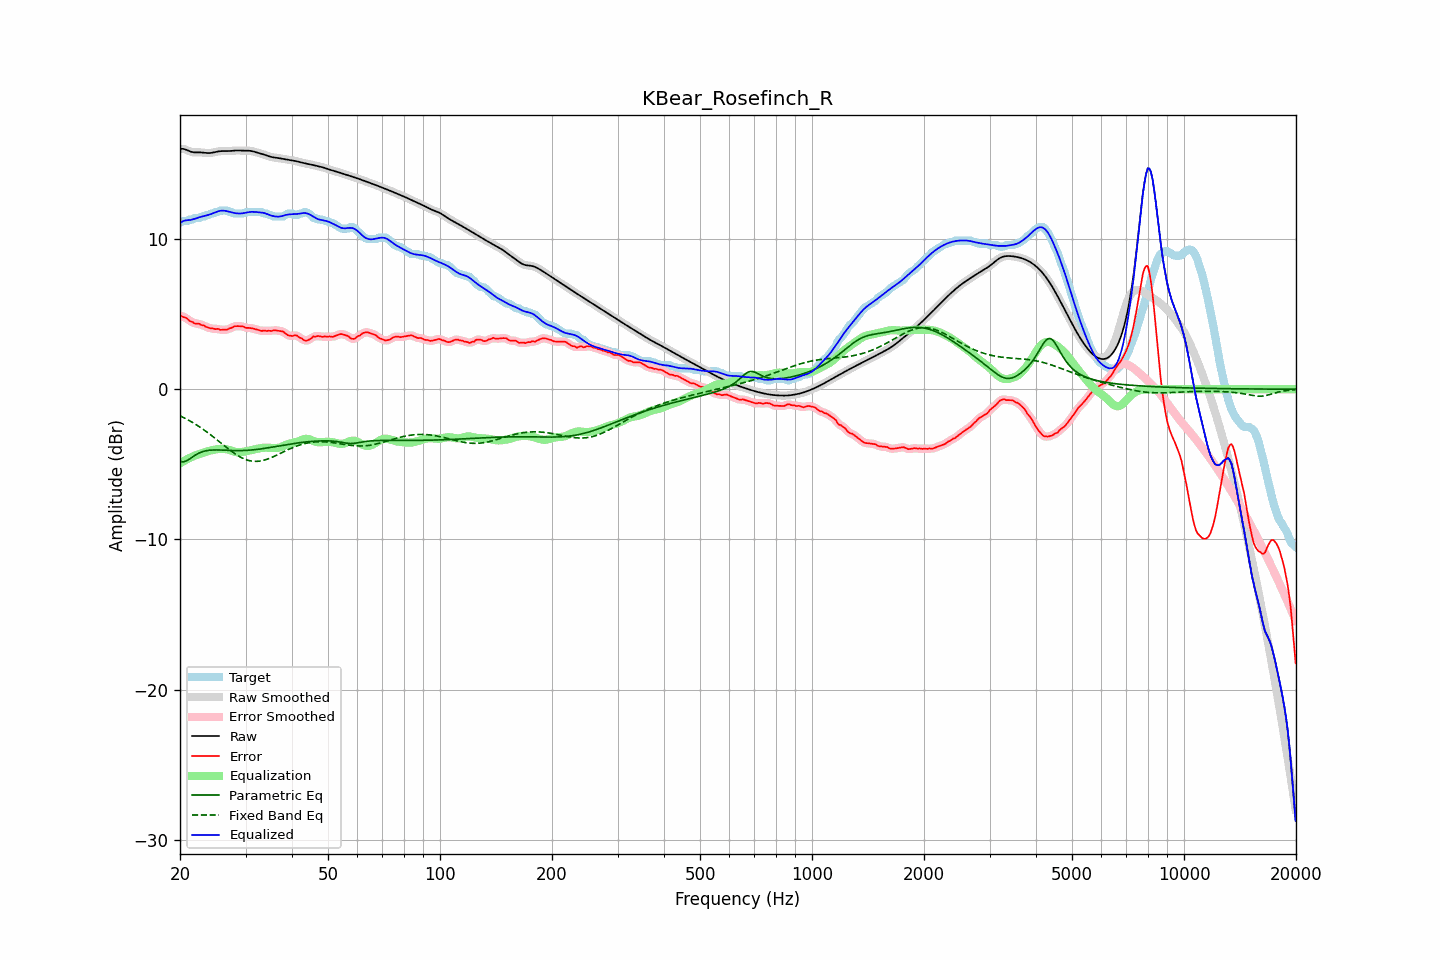 KBear_Rosefinch_R
Amplitude (dBr)
10
0
−10
−20
−30
Target
Raw Smoothed
Error Smoothed
Raw
Error
Equalization
Parametric Eq
Fixed Band Eq
Equalized
20 50 100 200 500 1000 2000 5000 10000 20000
Frequency (Hz)